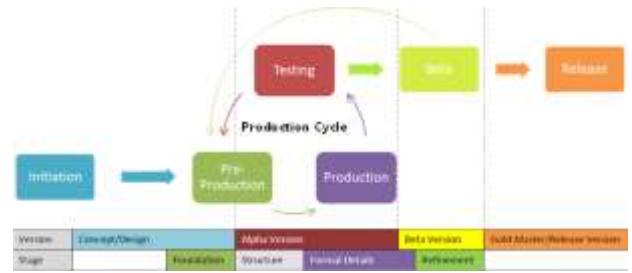 Testing
Beta
Release
Production Cycle
Initiation
Pre-
Production
Production
Version
Concept/Design
Alpha Version
Beta Version
Gold Master/Release Version
Stage
Foundation
Structure
Formal Details
Refinement